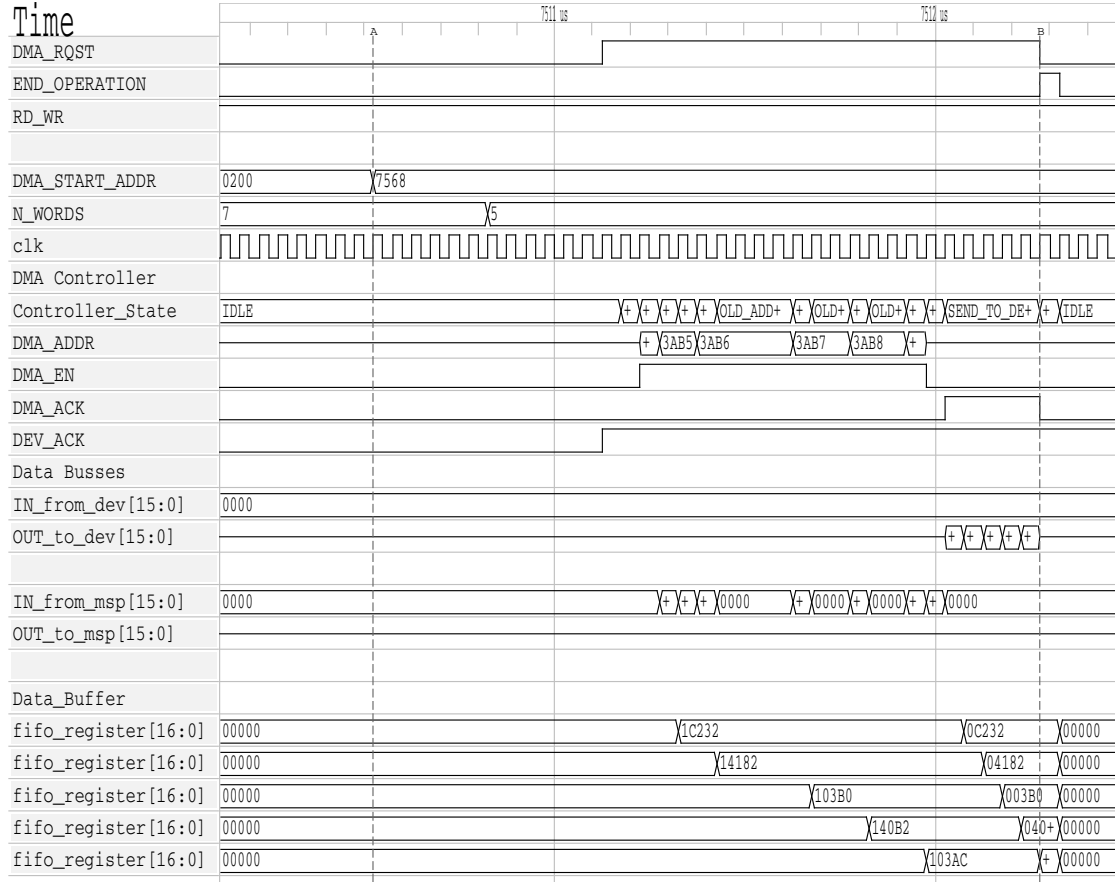 Time 7511 us 7512 us
A B
DMA_RQST
END_OPERATION
RD_WR
DMA_START_ADDR 0200 7568
N_WORDS 7 5
clk
DMA Controller
Controller_State IDLE + + + + + OLD_ADD+ + OLD+ + OLD+ + + SEND_TO_DE+ + IDLE
DMA_ADDR + 3AB5 3AB6 3AB7 3AB8 +
DMA_EN
DMA_ACK
DEV_ACK
Data Busses
IN_from_dev[15:0] 0000
OUT_to_dev[15:0] + + + + +
IN_from_msp[15:0] 0000 + + + 0000 + 0000 + 0000 + + 0000
OUT_to_msp[15:0]
Data_Buffer
fifo_register[16:0] 00000 1C232 0C232 00000
fifo_register[16:0] 00000 14182 04182 00000
fifo_register[16:0] 00000 103B0 003B0 00000
fifo_register[16:0] 00000 140B2 040+ 00000
fifo_register[16:0] 00000 103AC + 00000